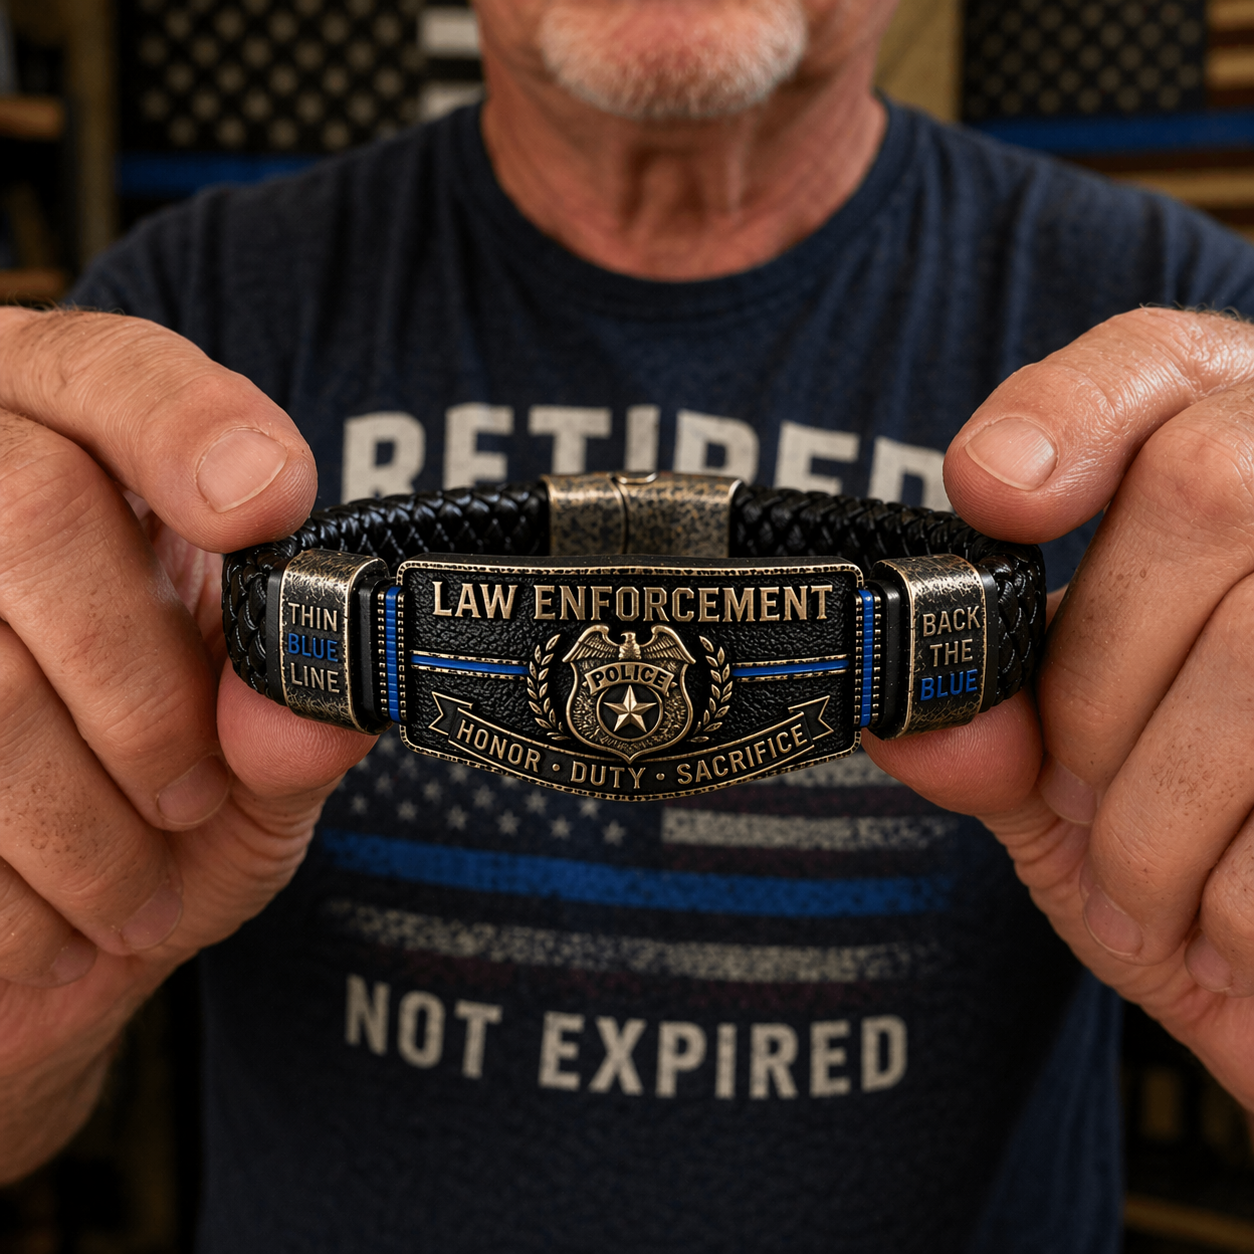 RETIRED
LAW ENFORCEMENT
THIN
BLUE
LINE
POLICE
BACK
THE
BLUE
HONOR · DUTY · SACRIFICE
NOT EXPIRED